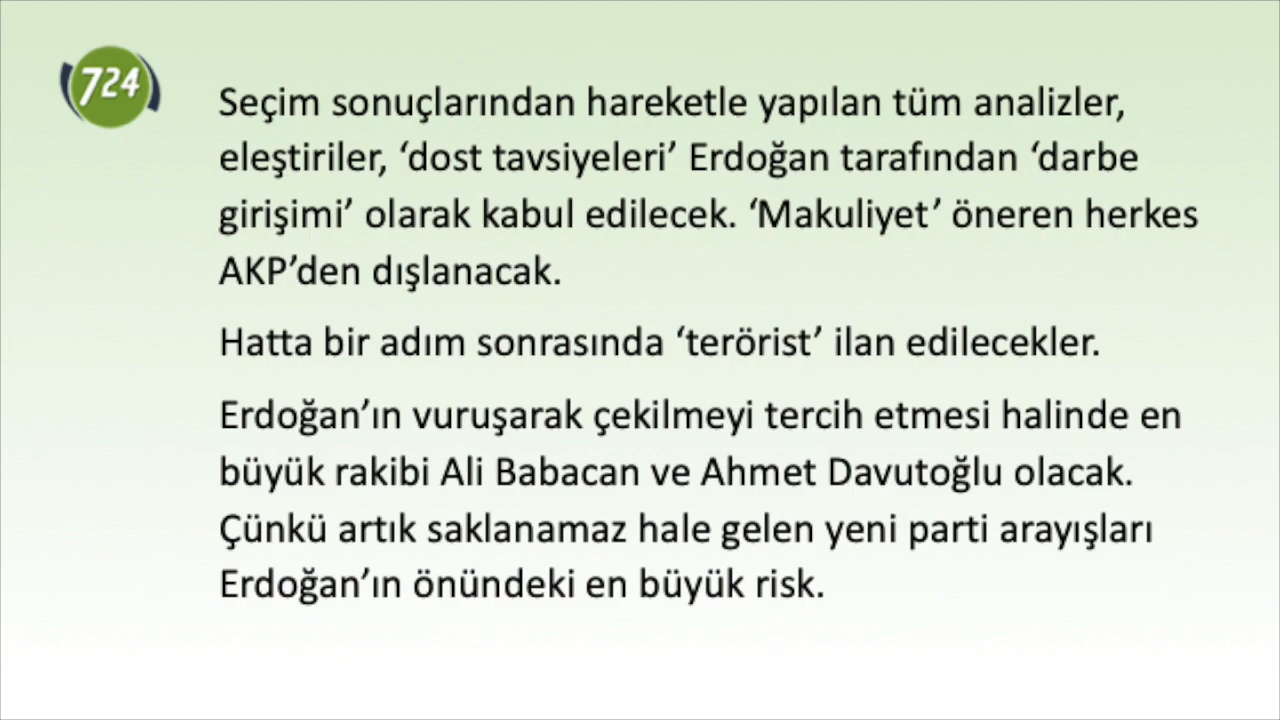 724
Seçim sonuçlarından hareketle yapılan tüm analizler,
eleştiriler, ‘dost tavsiyeleri’ Erdoğan tarafından ‘darbe
girişimi’ olarak kabul edilecek. ‘Makuliyet’ öneren herkes
AKP’den dışlanacak.
Hatta bir adım sonrasında ‘terörist’ ilan edilecekler.
Erdoğan’ın vuruşarak çekilmeyi tercih etmesi halinde en
büyük rakibi Ali Babacan ve Ahmet Davutoğlu olacak.
Çünkü artık saklanamaz hale gelen yeni parti arayışları
Erdoğan’ın önündeki en büyük risk.